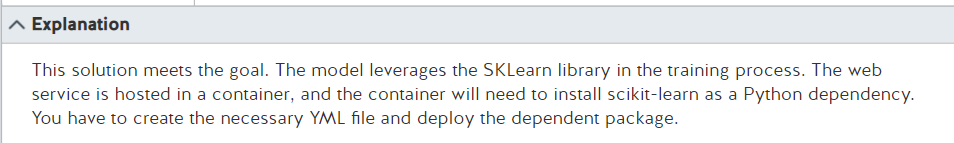 Explanation
This solution meets the goal. The model leverages the SKLearn library in the training process. The web
service is hosted in a container, and the container will need to install scikit-learn as a Python dependency.
You have to create the necessary YML file and deploy the dependent package.